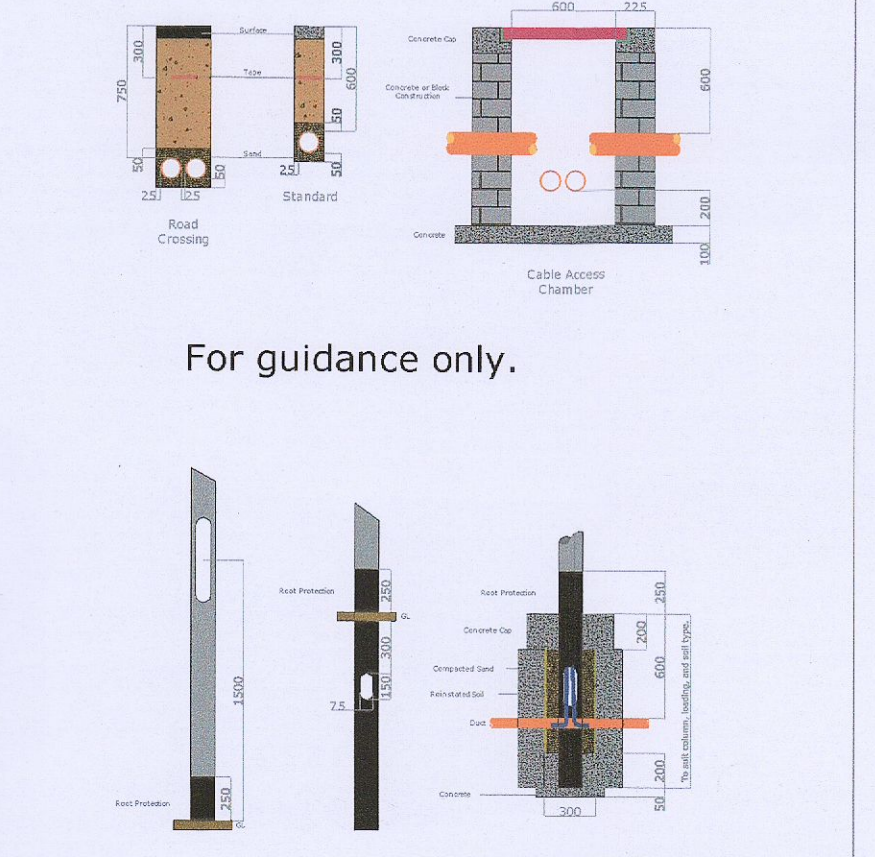 600
225
Surface
300
750
Tape
300
600
50
Sand
50
50
25
25
25
50
Road
Crossing
Standard
Concrete Cap
Concrete or Block
Construction
600
200
Concrete
100
Cable Access
Chamber
For guidance only.
1500
Root Protection
250
GL
Root Protection
250
GL
300
150
75
Root Protection
250
Concrete Cap
200
Compacted Sand
600
Reinstated Soil
Duct
To suit column, loading, and soil type.
200
Concrete
50
300